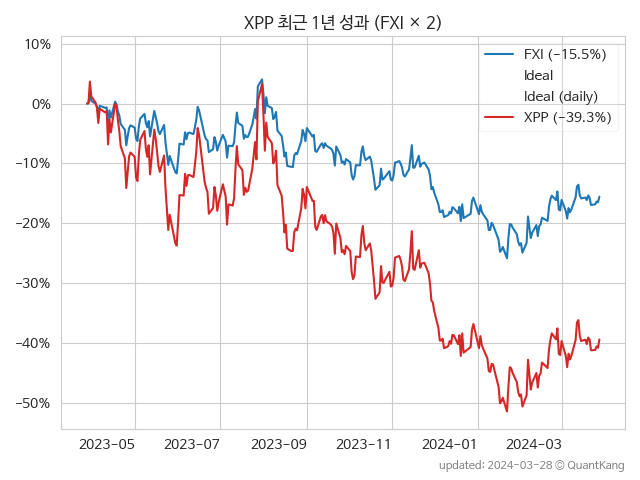 XPP 최근 1년 성과 (FXI × 2)
10%
0%
−10%
−20%
−30%
−40%
−50%
FXI (−15.5%)
Ideal
Ideal (daily)
XPP (−39.3%)
2023-05
2023-07
2023-09
2023-11
2024-01
2024-03
updated: 2024-03-28 © QuantKang